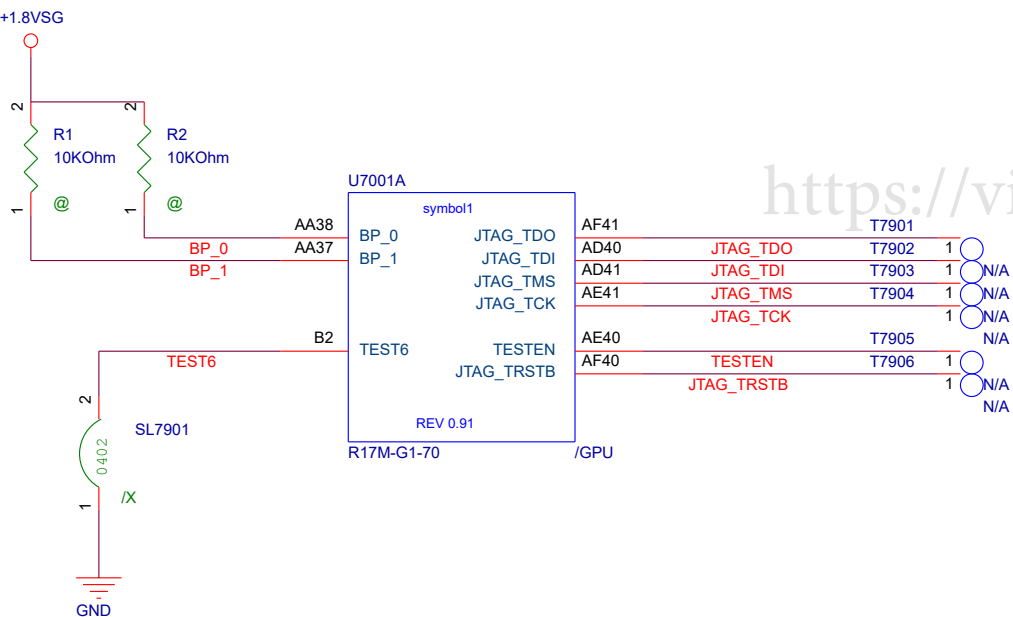 +1.8VSG
https://vi
2
2
R1
R2
10KOhm
10KOhm
U7001A
@
@
1
1
symbol1
AA38
BP_0
BP_0
AA37
BP_1
BP_1
JTAG_TDO
AF41
T7901
JTAG_TDO
1
JTAG_TDI
AD40
T7902
JTAG_TDI
1
N/A
JTAG_TMS
AD41
T7903
JTAG_TMS
1
N/A
JTAG_TCK
AE41
T7904
JTAG_TCK
1
N/A
N/A
B2
TEST6
TEST6
TESTEN
AE40
T7905
TESTEN
1
JTAG_TRSTB
AF40
T7906
JTAG_TRSTB
1
N/A
N/A
2
SL7901
0402
/X
1
REV 0.91
R17M-G1-70
/GPU
GND